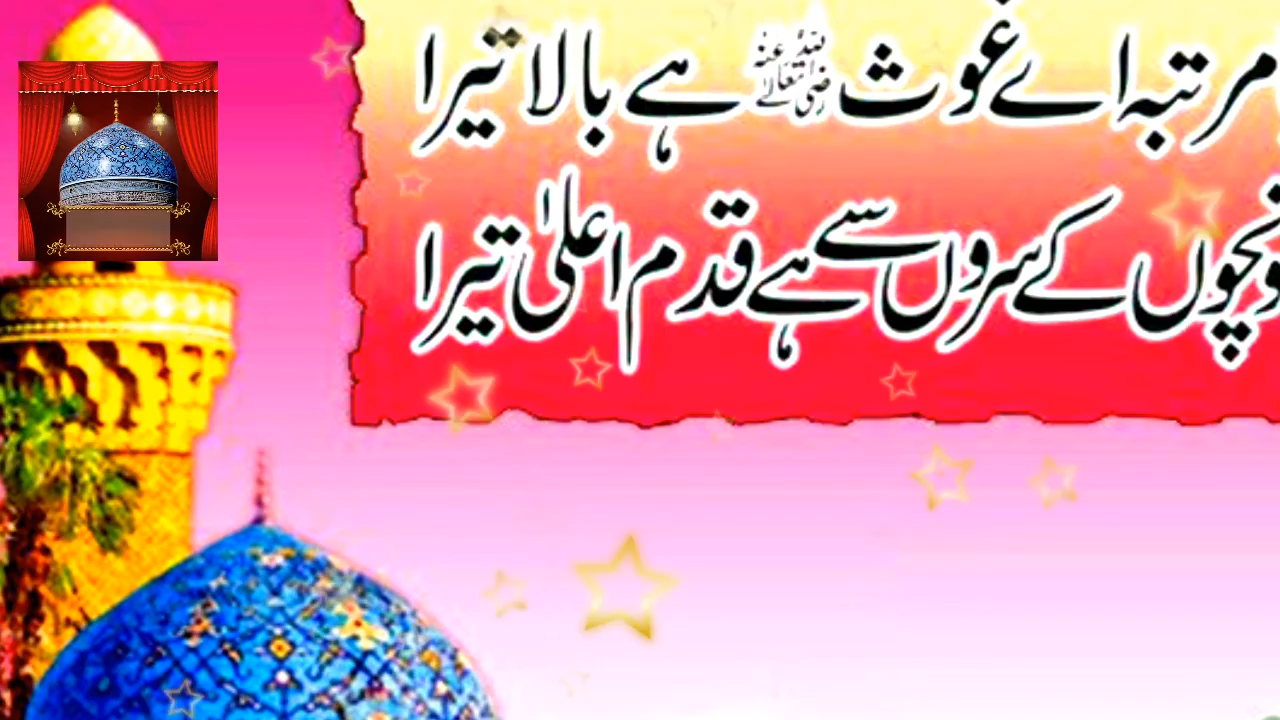 مرتبہ اے غوث رضی اللہ تعالیٰ عنہ ہے بالا تیرا
کے سروں سے ہے قدم اعلیٰ تیرا